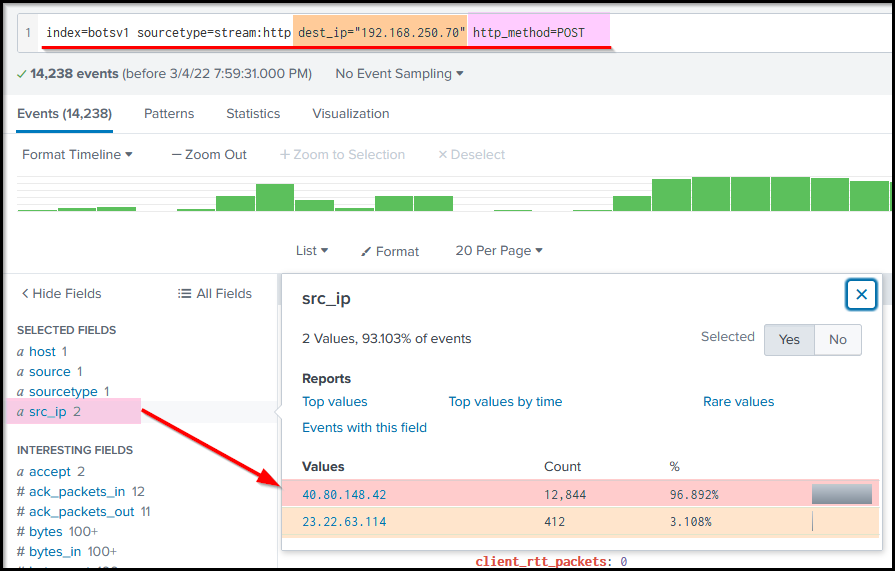 1 index=botsv1 sourcetype=stream:http dest_ip="192.168.250.70" http_method=POST
✓ 14,238 events (before 3/4/22 7:59:31.000 PM) No Event Sampling ▾
Events (14,238) Patterns Statistics Visualization
Format Timeline ▾ — Zoom Out + Zoom to Selection × Deselect
List ▾ Format 20 Per Page ▾
< Hide Fields All Fields
SELECTED FIELDS
a host 1
a source 1
a sourcetype 1
a src_ip 2
INTERESTING FIELDS
a accept 2
# ack_packets_in 12
# ack_packets_out 11
# bytes 100+
# bytes_in 100+
src_ip ×
2 Values, 93.103% of events Selected Yes No
Reports
Top values Top values by time Rare values
Events with this field
Values Count %
40.80.148.42 12,844 96.892%
23.22.63.114 412 3.108%
client_rtt_packets: 0